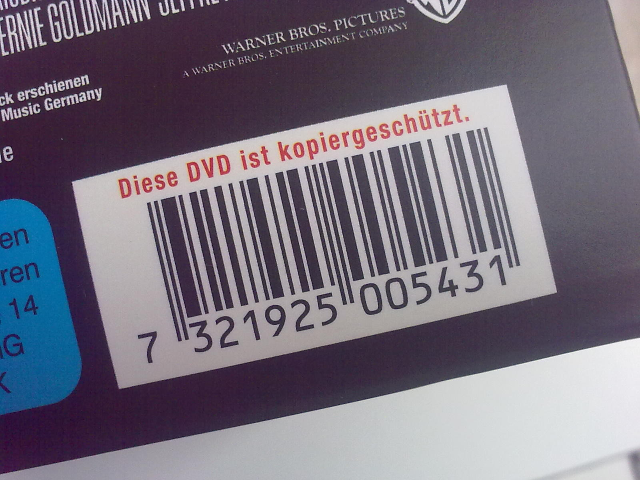 ERNIE GOLDMANN
WARNER BROS. PICTURES
A WARNER BROS. ENTERTAINMENT COMPANY
ck erschienen
Music Germany
Diese DVD ist kopiergeschützt.
en
ren
14
K
7 321925 005431